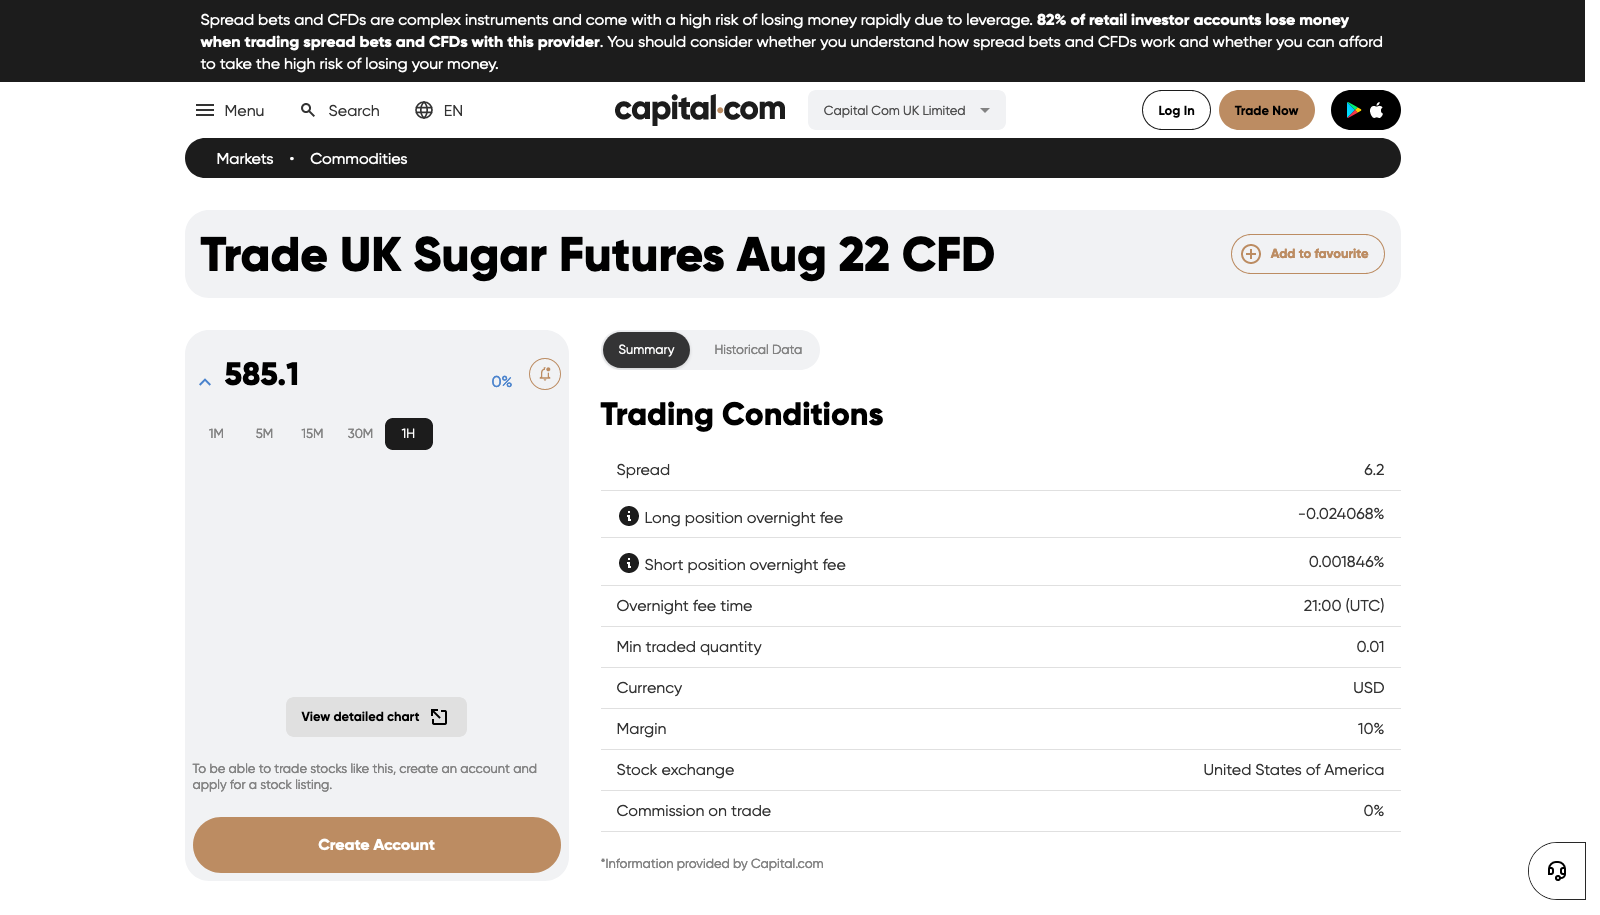 Spread bets and CFDs are complex instruments and come with a high risk of losing money rapidly due to leverage. 82% of retail investor accounts lose money
when trading spread bets and CFDs with this provider. You should consider whether you understand how spread bets and CFDs work and whether you can afford
to take the high risk of losing your money.
Menu Search EN capital.com Capital Com UK Limited Log In Trade Now
Markets • Commodities
Trade UK Sugar Futures Aug 22 CFD
Add to favourite
585.1 0%
1M 5M 15M 30M 1H
View detailed chart
To be able to trade stocks like this, create an account and
apply for a stock listing.
Create Account
Summary Historical Data
Trading Conditions
Spread 6.2
Long position overnight fee -0.024068%
Short position overnight fee 0.001846%
Overnight fee time 21:00 (UTC)
Min traded quantity 0.01
Currency USD
Margin 10%
Stock exchange United States of America
Commission on trade 0%
*Information provided by Capital.com